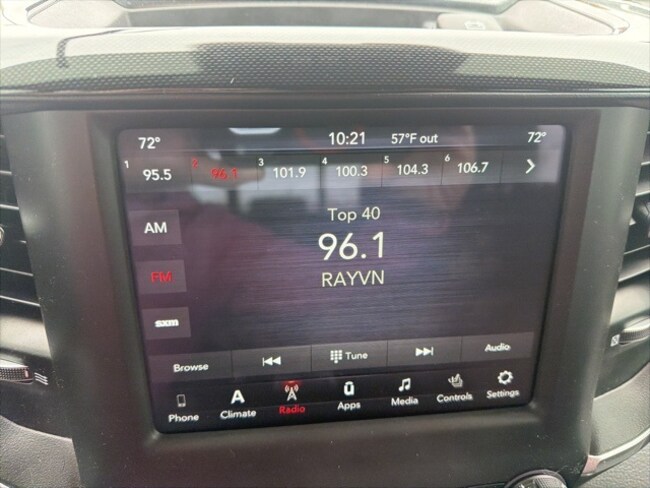 72° 10:21 57°F out 72°
1 95.5 2 96.1 3 101.9 4 100.3 5 104.3 6 106.7
Top 40
AM
96.1
RAYVN
FM
sxm
Browse Tune Audio
Phone Climate Radio Apps Media Controls Settings